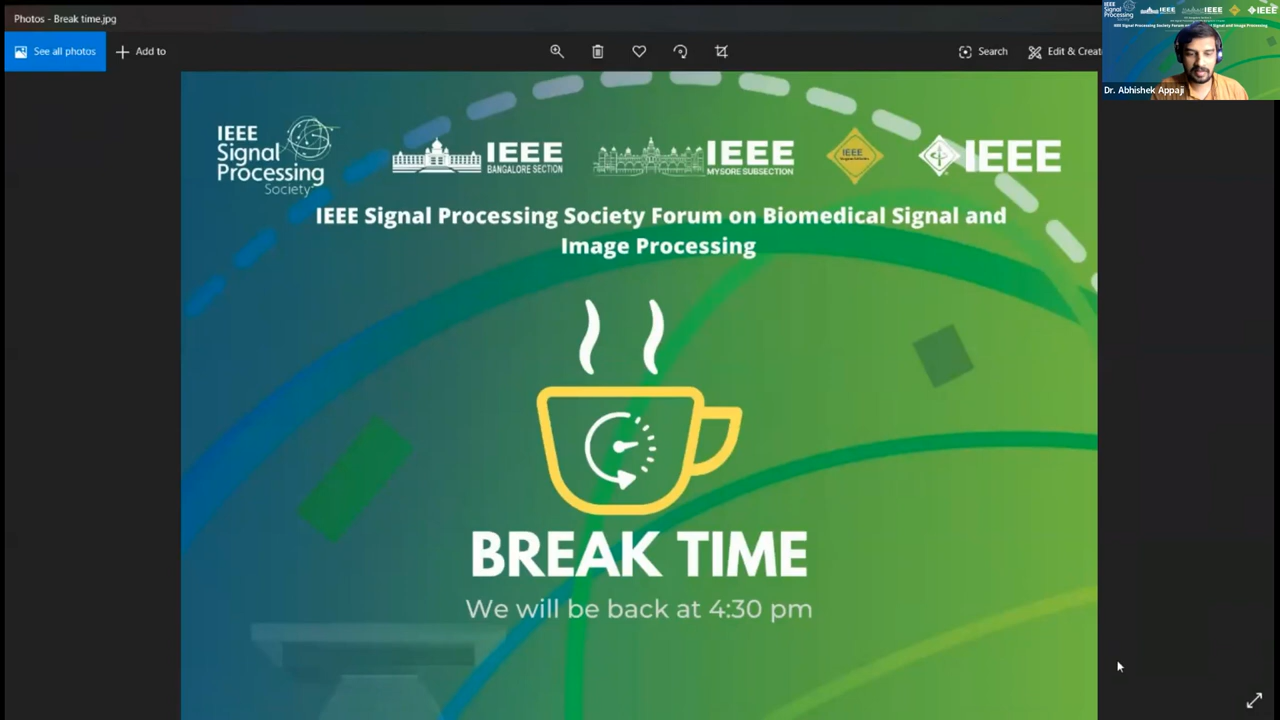 Photos - Break time.jpg
See all photos
Add to
Search
Edit & Creat
Dr. Abhishek Appaji
IEEE
Signal
Processing
Society
IEEE
BANGALORE SECTION
IEEE
MYSORE SUBSECTION
IEEE
IEEE
IEEE Signal Processing Society Forum on Biomedical Signal and
Image Processing
BREAK TIME
We will be back at 4:30 pm